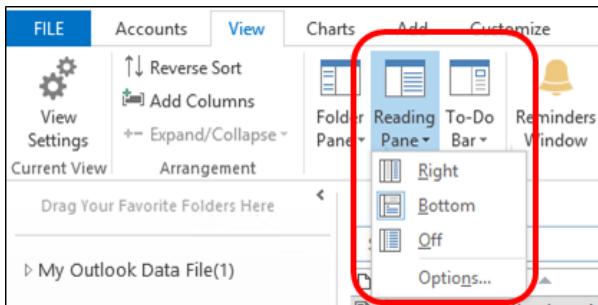 FILE Accounts View Charts Add Customize
Reverse Sort
Add Columns
Expand/Collapse
View Settings
Folder Pane
Reading Pane
To-Do Bar
Reminders Window
Current View
Arrangement
Right
Bottom
Off
Options...
Drag Your Favorite Folders Here
My Outlook Data File(1)